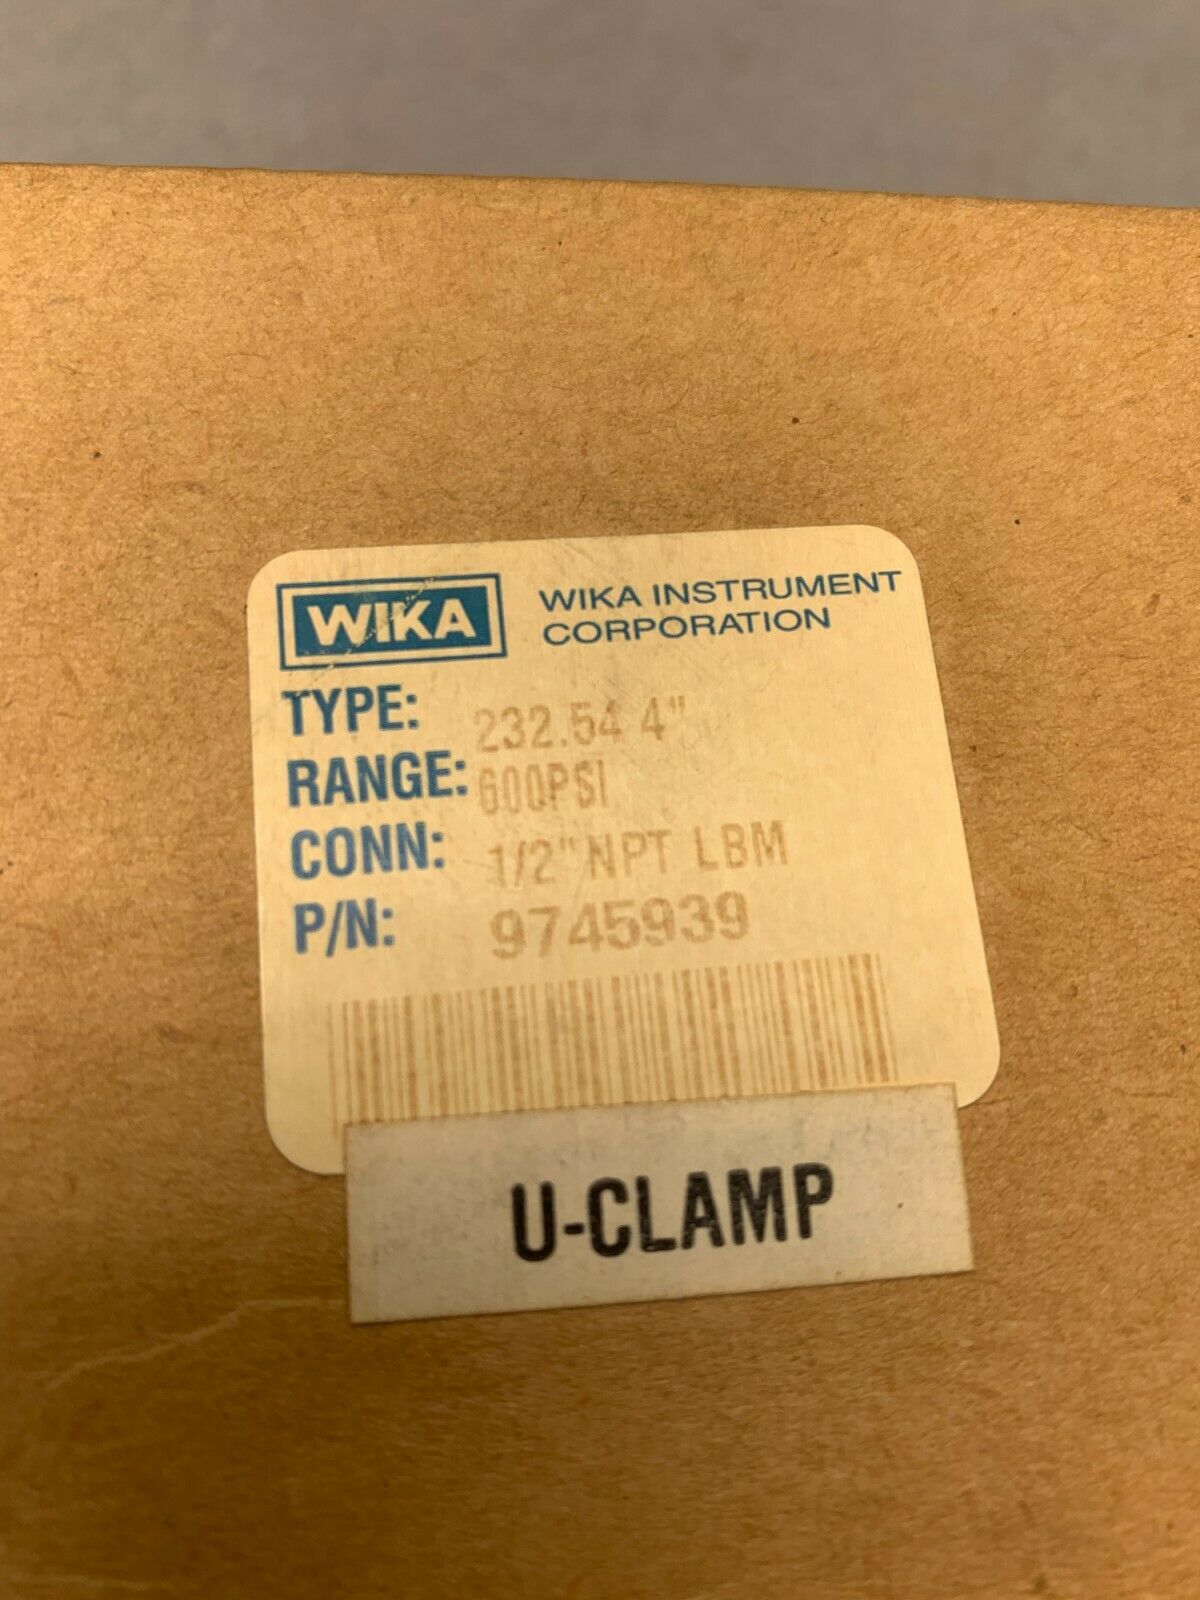 WIKA WIKA INSTRUMENT
CORPORATION
TYPE: 232.54 4"
RANGE: 600PSI
CONN: 1/2"NPT LBM
P/N: 9745939
U-CLAMP